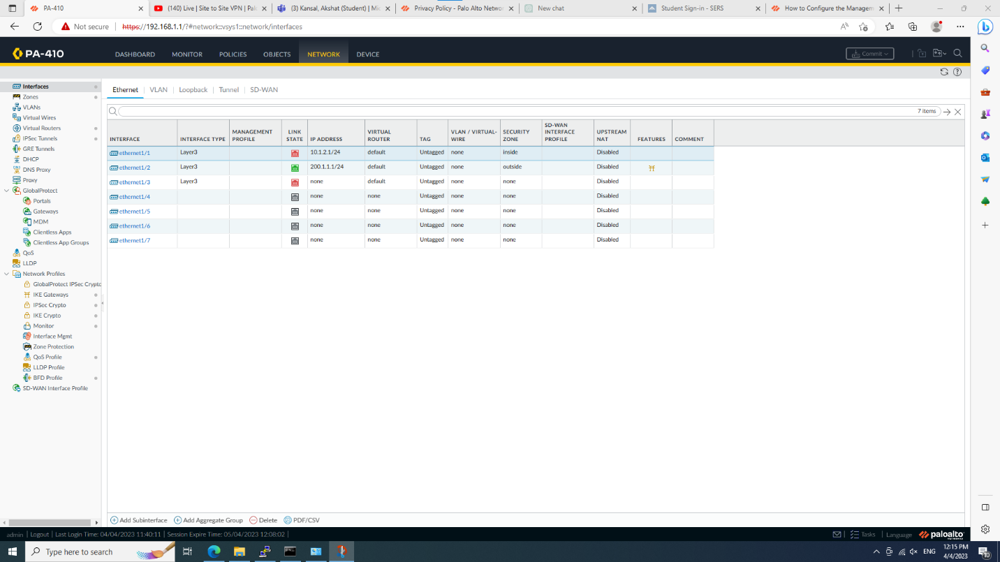 PA-410
(140) Live | Site to Site VPN | Palo
(3) Kansal, Akshat (Student) | Mic
Privacy Policy - Palo Alto Networ
New chat
Student Sign-in - SERS
How to Configure the Managem
Not secure
https://192.168.1.1/?#network::vsys1::network/interfaces
PA-410
DASHBOARD
MONITOR
POLICIES
OBJECTS
NETWORK
DEVICE
Commit
Interfaces
Zones
VLANs
Virtual Wires
Virtual Routers
IPSec Tunnels
GRE Tunnels
DHCP
DNS Proxy
Proxy
GlobalProtect
Portals
Gateways
MDM
Clientless Apps
Clientless App Groups
QoS
LLDP
Network Profiles
GlobalProtect IPSec Crypto
IKE Gateways
IPSec Crypto
IKE Crypto
Monitor
Interface Mgmt
Zone Protection
QoS Profile
LLDP Profile
BFD Profile
SD-WAN Interface Profile
Ethernet
VLAN
Loopback
Tunnel
SD-WAN
7 items
INTERFACE
INTERFACE TYPE
MANAGEMENT PROFILE
LINK STATE
IP ADDRESS
VIRTUAL ROUTER
TAG
VLAN / VIRTUAL-WIRE
SECURITY ZONE
SD-WAN INTERFACE PROFILE
UPSTREAM NAT
FEATURES
COMMENT
ethernet1/1 Layer3 10.1.2.1/24 default Untagged none inside Disabled
ethernet1/2 Layer3 200.1.1.1/24 default Untagged none outside Disabled
ethernet1/3 Layer3 none default Untagged none none Disabled
ethernet1/4 none none Untagged none none Disabled
ethernet1/5 none none Untagged none none Disabled
ethernet1/6 none none Untagged none none Disabled
ethernet1/7 none none Untagged none none Disabled
Add Subinterface
Add Aggregate Group
Delete
PDF/CSV
admin | Logout | Last Login Time: 04/04/2023 11:40:11 | Session Expire Time: 05/04/2023 12:08:02 |
Tasks | Language
paloalto
NETWORKS
Type here to search
ENG
12:15 PM
4/4/2023
10